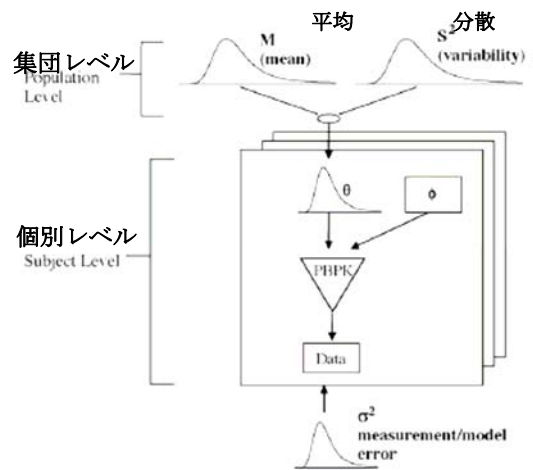 平均
分散
M
(mean)
S²
(variability)
集団レベル
Population
Level
θ
ϕ
個別レベル
Subject Level
PBPK
Data
σ²
measurement/model
error